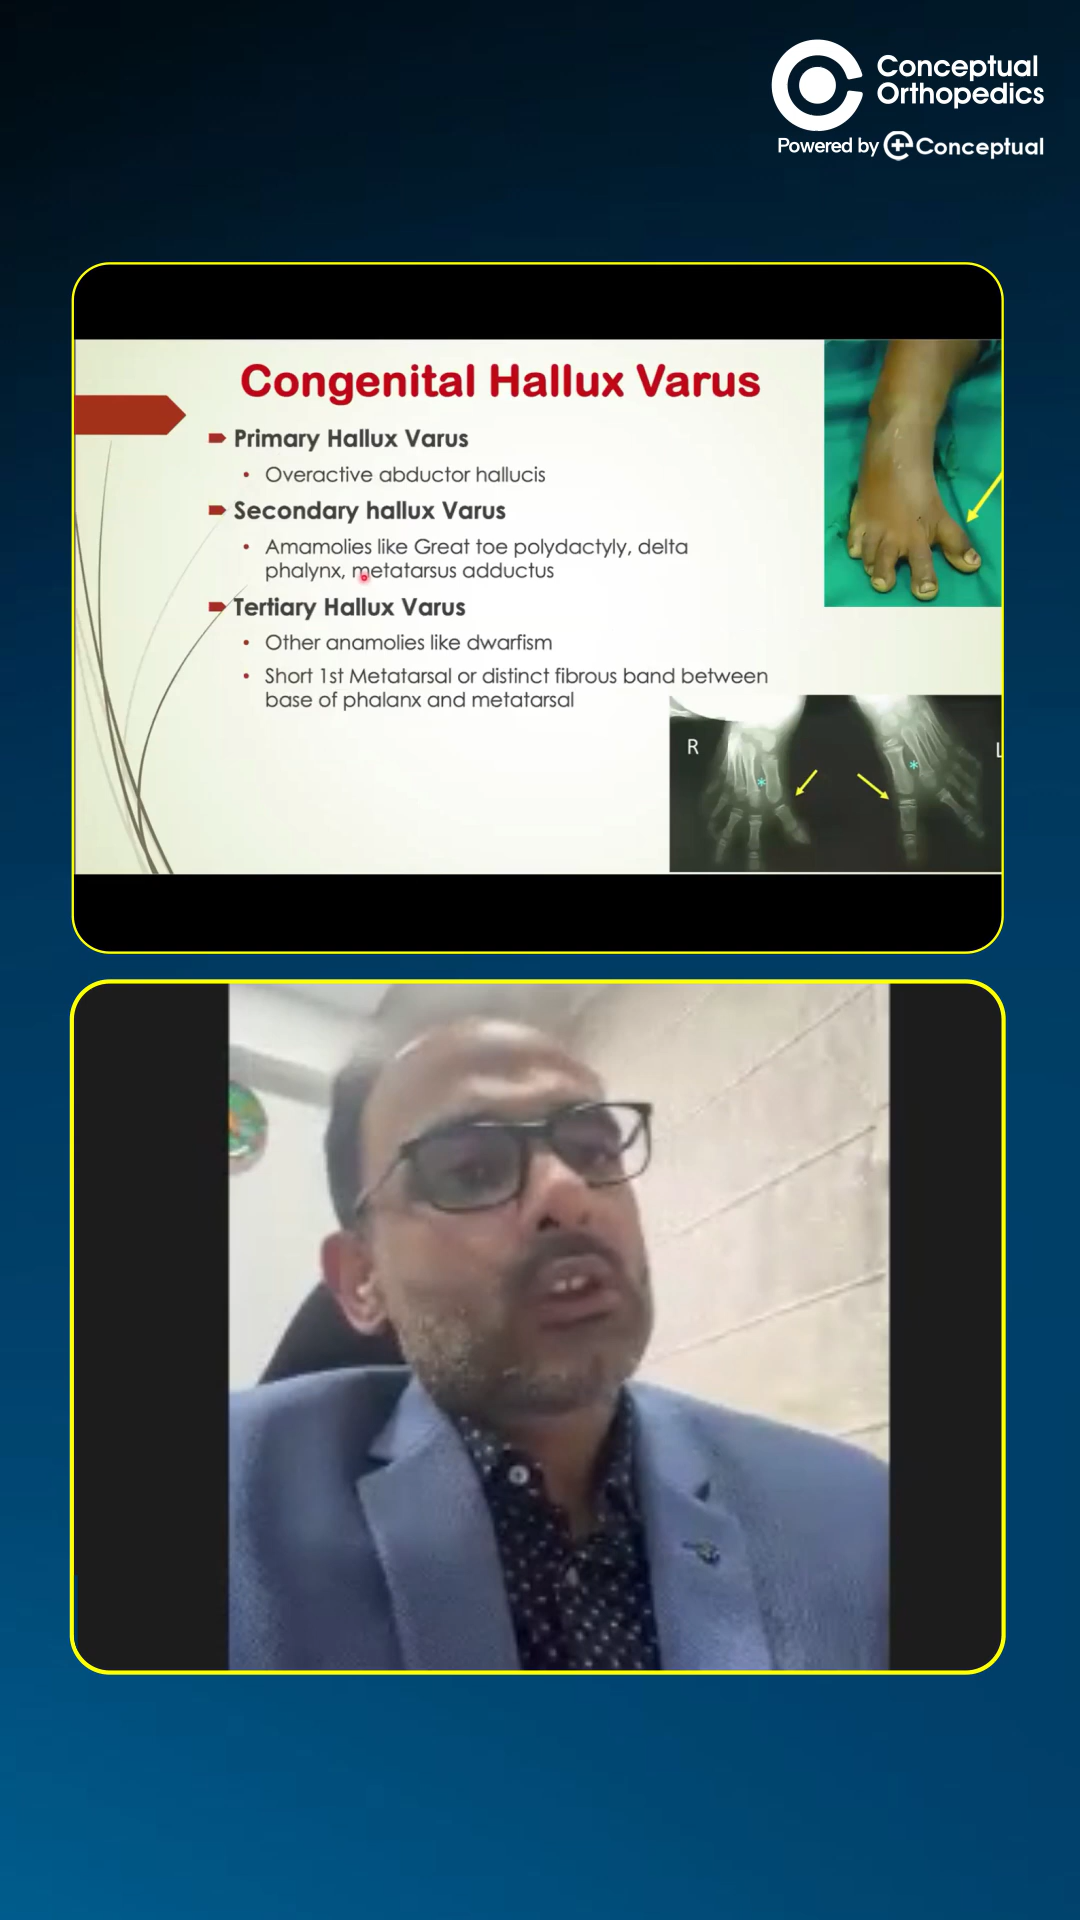 Conceptual
Orthopedics
Powered by Conceptual
Congenital Hallux Varus
Primary Hallux Varus
• Overactive abductor hallucis
Secondary hallux Varus
• Amamolies like Great toe polydactyly, delta
phalynx, metatarsus adductus
Tertiary Hallux Varus
• Other anamolies like dwarfism
• Short 1st Metatarsal or distinct fibrous band between
base of phalanx and metatarsal
R
L